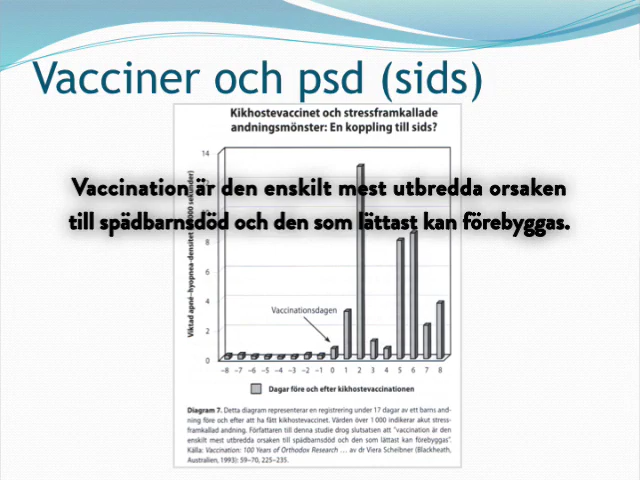 Vacciner och psd (sids)
Kikhostevaccinet och stressframkallade
andningsmönster: En koppling till sids?
Vaccination är den enskilt mest utbredda orsaken
till spädbarnsdöd och den som lättast kan förebyggas.
Viktad apné–hyopnea-densitet
000 sekunder)
14
8
6
4
2
0
Vaccinationsdagen
–8 –7 –6 –5 –4 –3 –2 –1 0 1 2 3 4 5 6 7 8
Dagar före och efter kikhostevaccinationen
Diagram 7. Detta diagram representerar en registrering under 17 dagar av ett barns and-
ning före och efter att ha fått kikhostevaccinet. Värden över 1 000 indikerar akut stress-
framkallad andning. Författaren till denna studie drog slutsatsen att ”vaccination är den
enskilt mest utbredda orsaken till spädbarnsdöd och den som lättast kan förebyggas”.
Källa: Vaccination: 100 Years of Orthodox Research … av dr Viera Scheibner (Blackheath,
Australien, 1993): 59–70, 225–235.